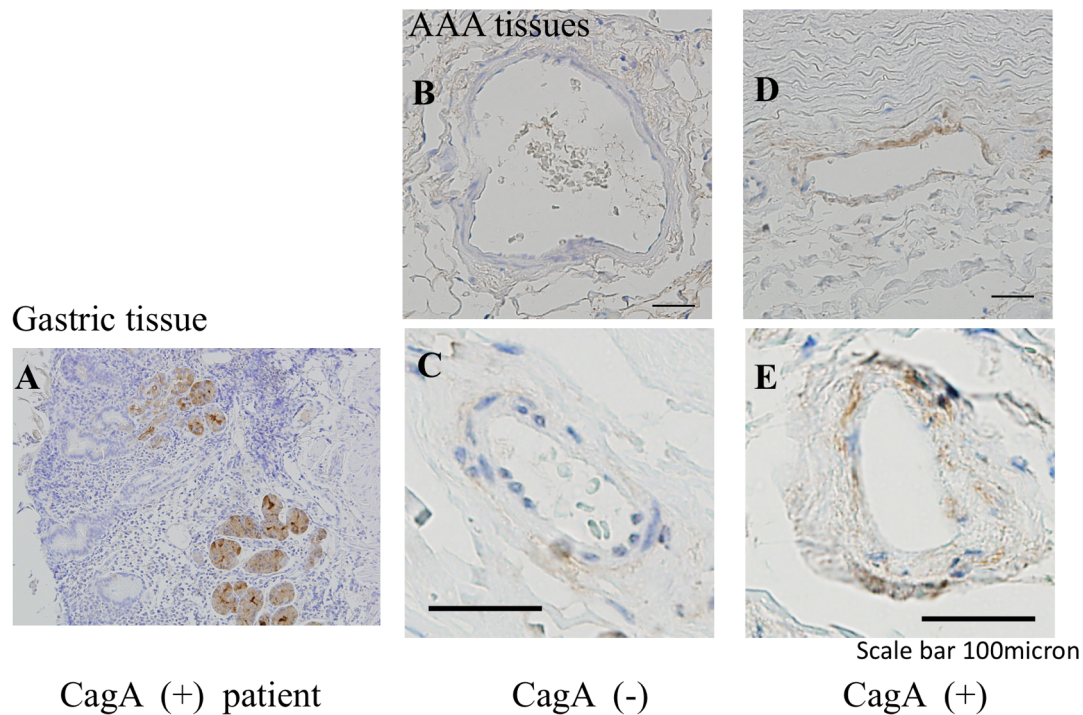 AAA tissues
B
D
Gastric tissue
A
C
E
Scale bar 100micron
CagA (+) patient
CagA (-)
CagA (+)